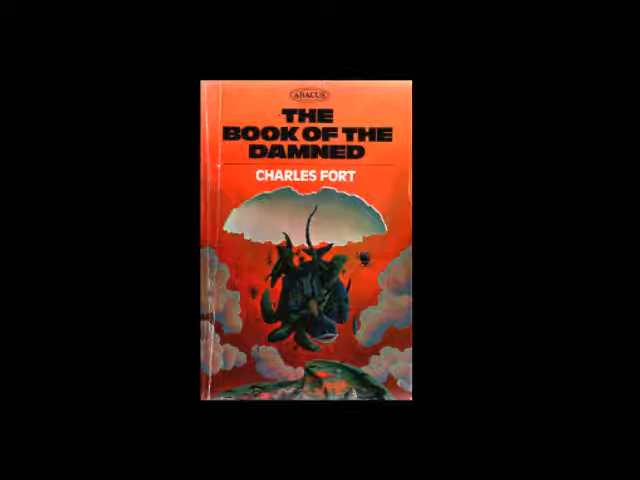 ABACUS
THE
BOOK OF THE
DAMNED
CHARLES FORT